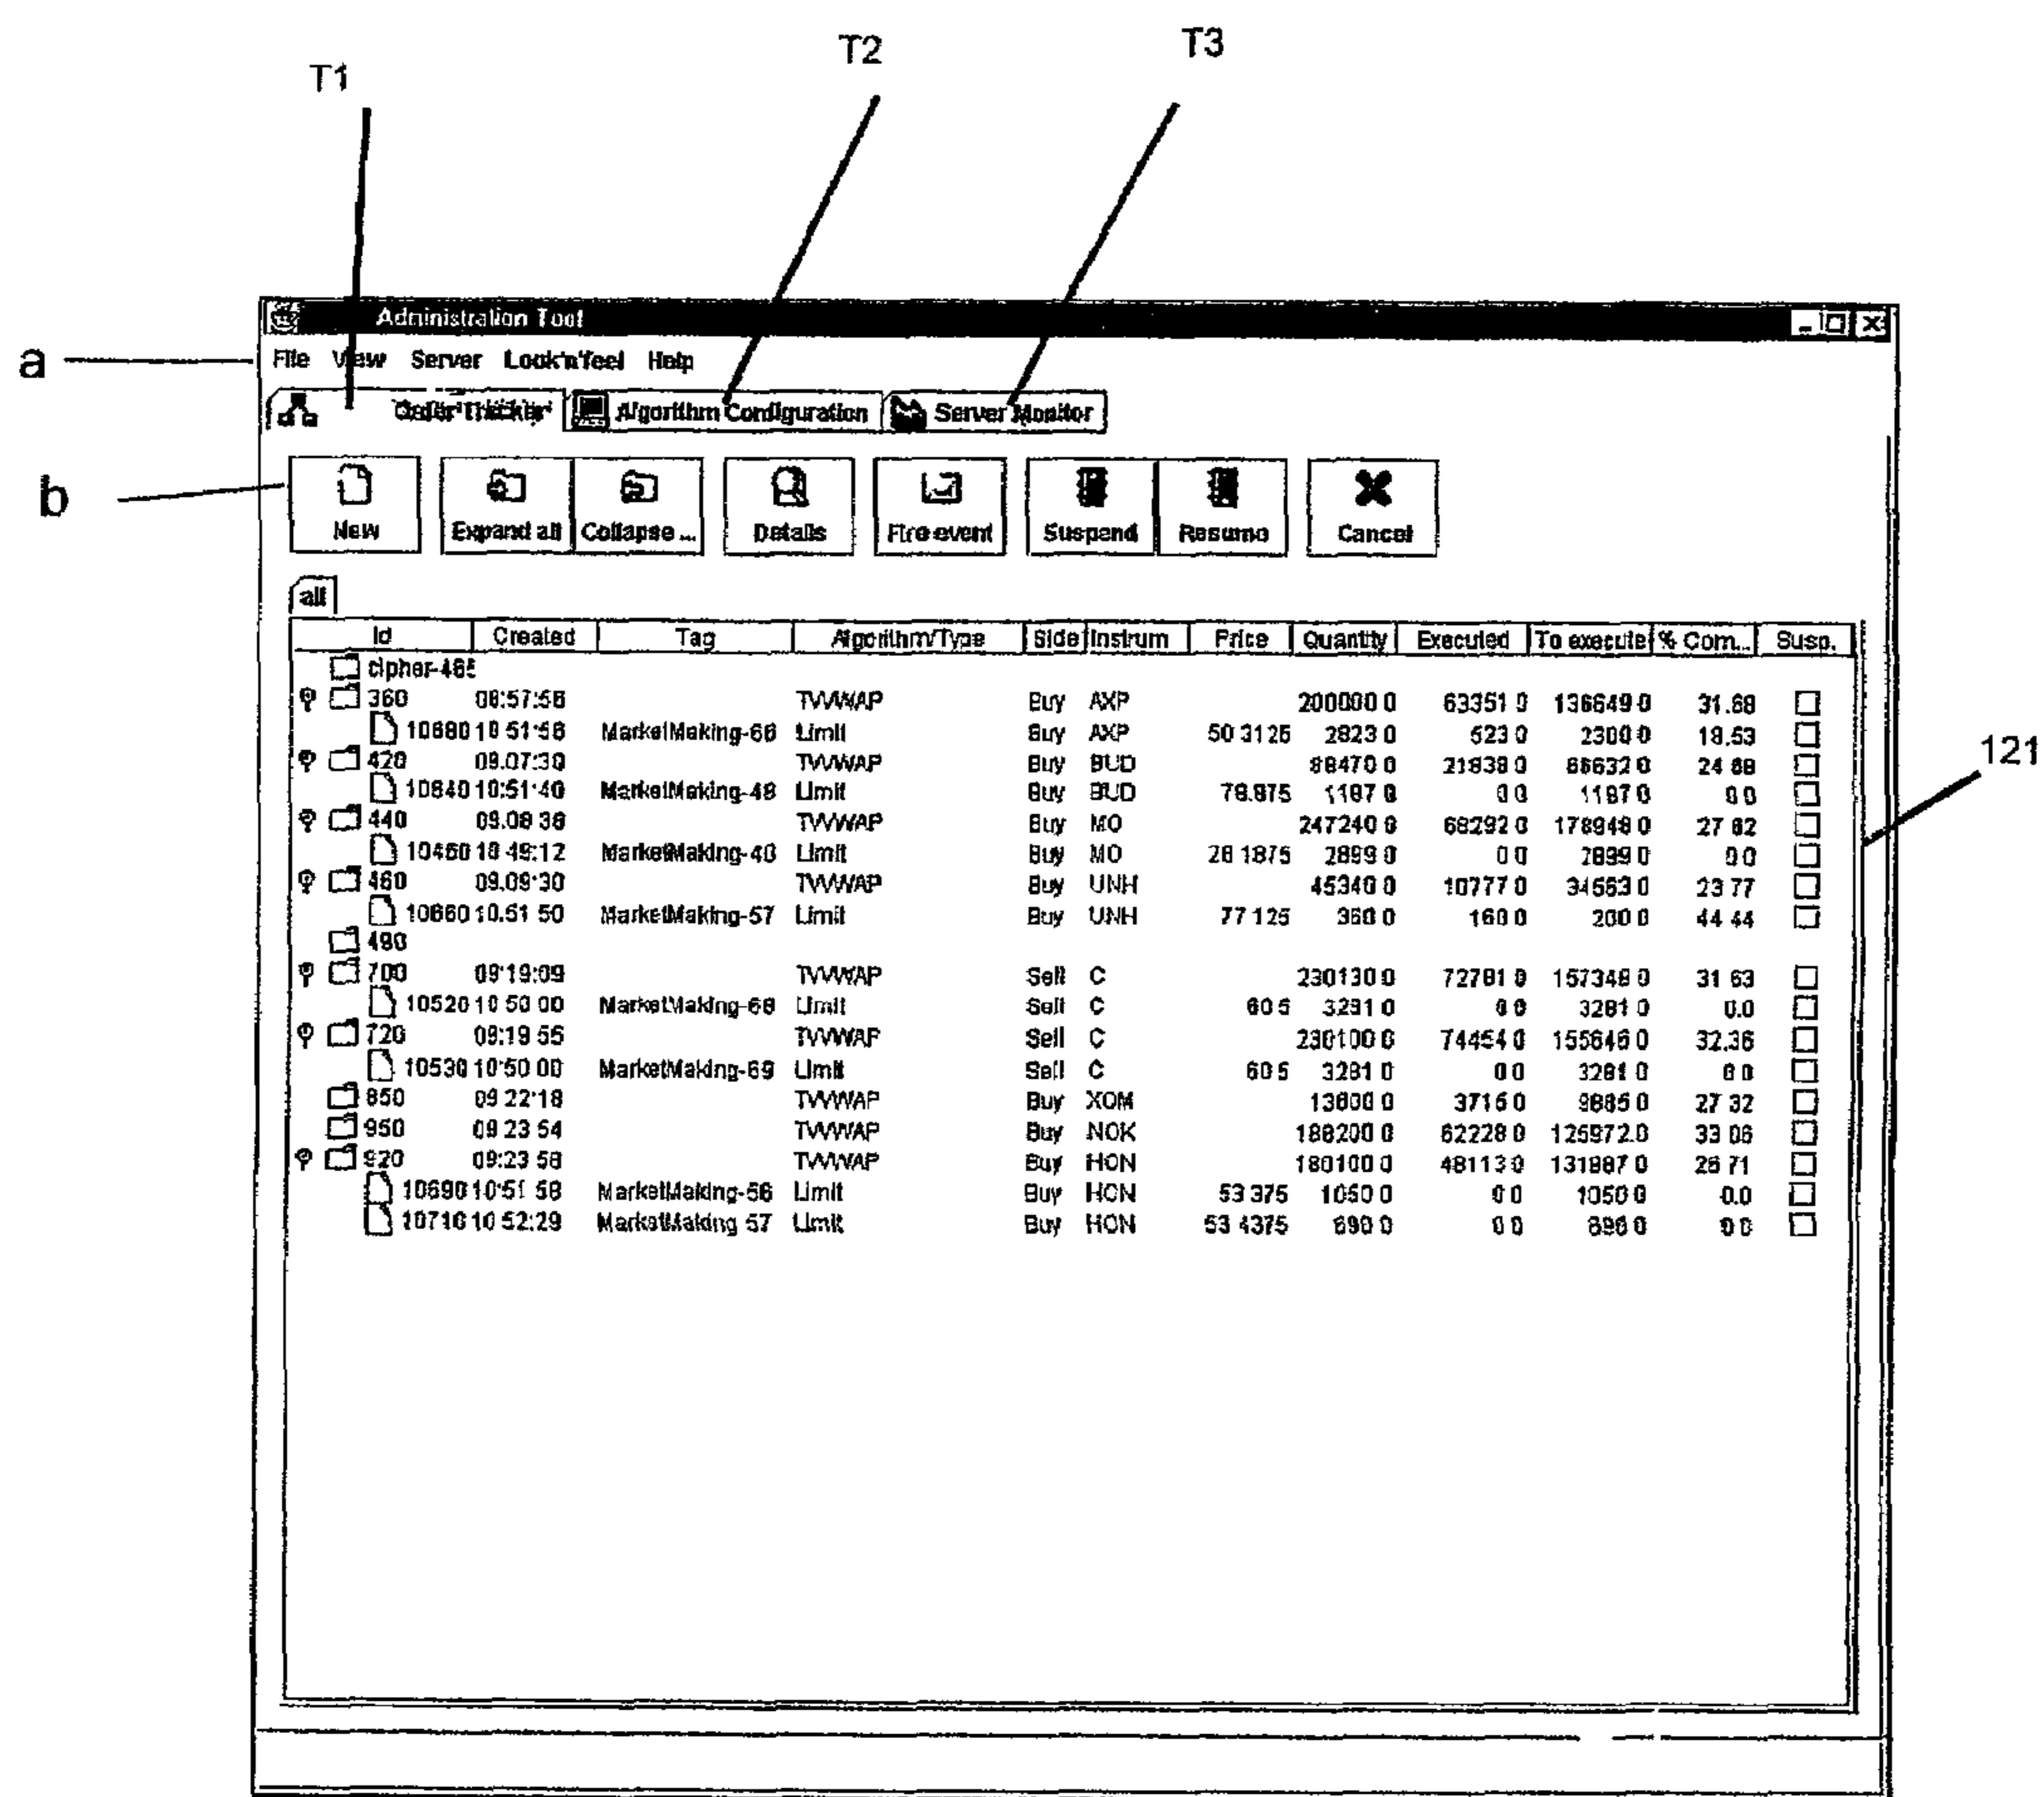 T1
T2
T3
Administration Tool
a
File View Server Look'n'feel Help
Order Tracker Algorithm Configuration Server Monitor
b
New Expand all Collapse ... Details Fire event Suspend Resume Cancel
all
Id Created Tag Algorithm/Type Side Instrum Price Quantity Executed To execute % Com... Susp.
cipher-465
360 08:57:58 TVWAP Buy AXP 200000 0 63351 0 136649 0 31.68
10680 10 51:58 MarketMaking-66 Limit Buy AXP 50 3125 2823 0 523 0 2300 0 18.53
121
420 09.07:30 TVWAP Buy BUD 88470 0 21838 0 66632 0 24 68
10840 10:51:40 MarketMaking-48 Limit Buy BUD 78.875 1187 0 0 0 1187 0 0 0
440 09.08 38 TVWAP Buy MO 247240 0 68292 0 178948 0 27 62
10460 10 49:12 MarketMaking-40 Limit Buy MO 28 1875 2899 0 0 0 2899 0 0 0
460 09.09:30 TVWAP Buy UNH 45340 0 10777 0 34563 0 23 77
10660 10.51 50 MarketMaking-57 Limit Buy UNH 77 125 360 0 160 0 200 0 44 44
490
700 09:19:09 TVWAP Sell C 230130 0 72781 0 157348 0 31 63
10520 10 50 00 MarketMaking-68 Limit Sell C 60 5 3281 0 0 0 3281 0 0.0
720 09:19 55 TVWAP Sell C 230100 0 74454 0 155646 0 32.36
10530 10:50 00 MarketMaking-69 Limit Sell C 60 5 3281 0 0 0 3281 0 0 0
850 09 22:18 TVWAP Buy XOM 13600 0 3716 0 9885 0 27 32
950 09 23 54 TVWAP Buy NOK 188200 0 62228 0 125972.0 33 06
920 09:23 58 TVWAP Buy HON 180100 0 48113 0 131987 0 26 71
10690 10:51 58 MarketMaking-56 Limit Buy HON 53 375 1050 0 0 0 1050 0 0.0
10710 10 52:29 MarketMaking 57 Limit Buy HON 53 4375 690 0 0 0 690 0 0 0